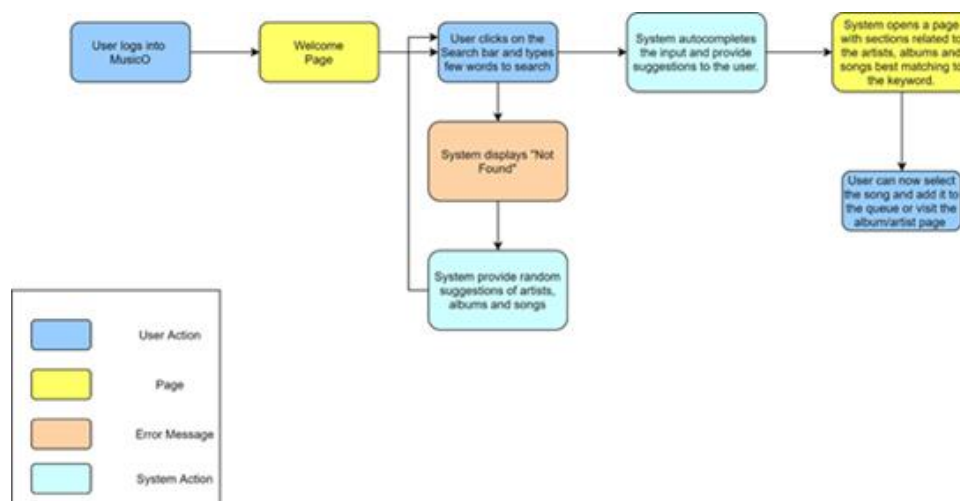 User logs into
MusicO
Welcome
Page
User clicks on the
Search bar and types
few words to search
System autocompletes
the input and provide
suggestions to the user.
System opens a page
with sections related to
the artists, albums and
songs best matching to
the keyword.
System displays "Not
Found"
User can now select
the song and add it to
the queue or visit the
album/artist page
System provide random
suggestions of artists,
albums and songs
User Action
Page
Error Message
System Action